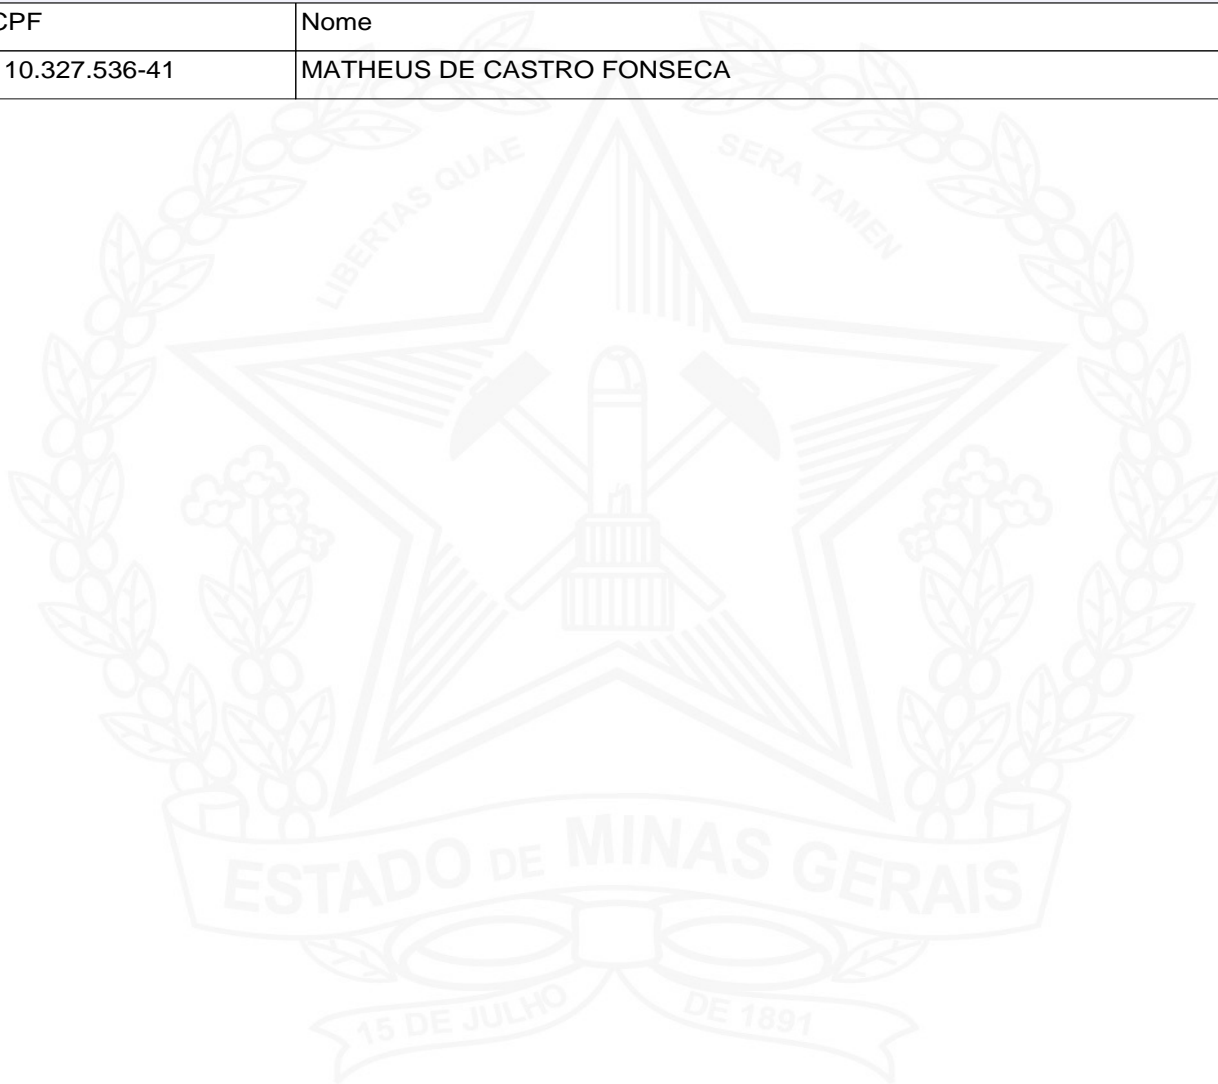 CPF Nome
10.327.536-41 MATHEUS DE CASTRO FONSECA
LIBERTAS QUAE SERA TAMEN
ESTADO DE MINAS GERAIS
15 DE JULHO DE 1891